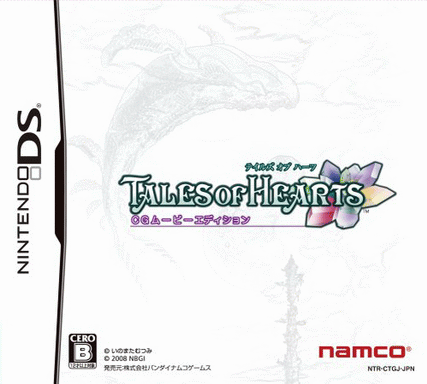 NINTENDO DS
テイルズ オブ ハーツ
TALES OF HEARTS
TM
CGムービーエディション
CERO
B
12才以上対象
© いのまたむつみ
© 2008 NBGI
発売元:株式会社バンダイナムコゲームス
namco®
NTR-CTGJ-JPN